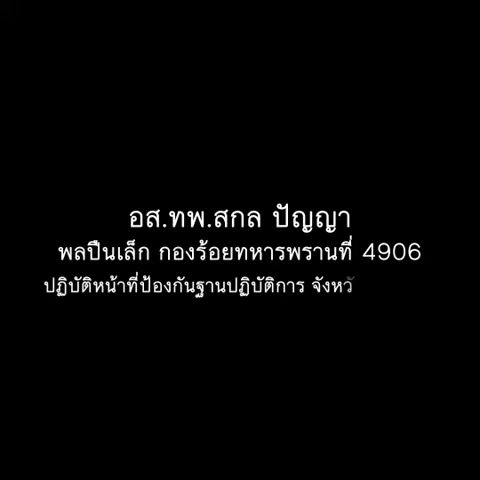 อส.ทพ.สกล ปัญญา
พลปืนเล็ก กองร้อยทหารพรานที่ 4906
ปฏิบัติหน้าที่ป้องกันฐานปฏิบัติการ จังหวั